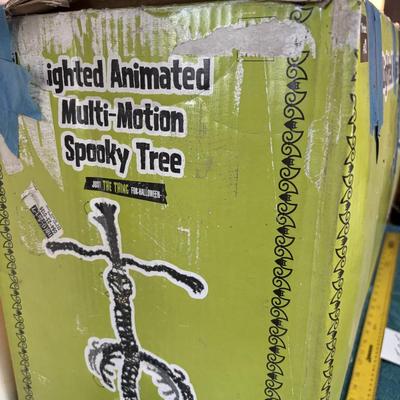 ighted Animated
Multi-Motion
Spooky Tree
JUST THE THING FOR HALLOWEEN